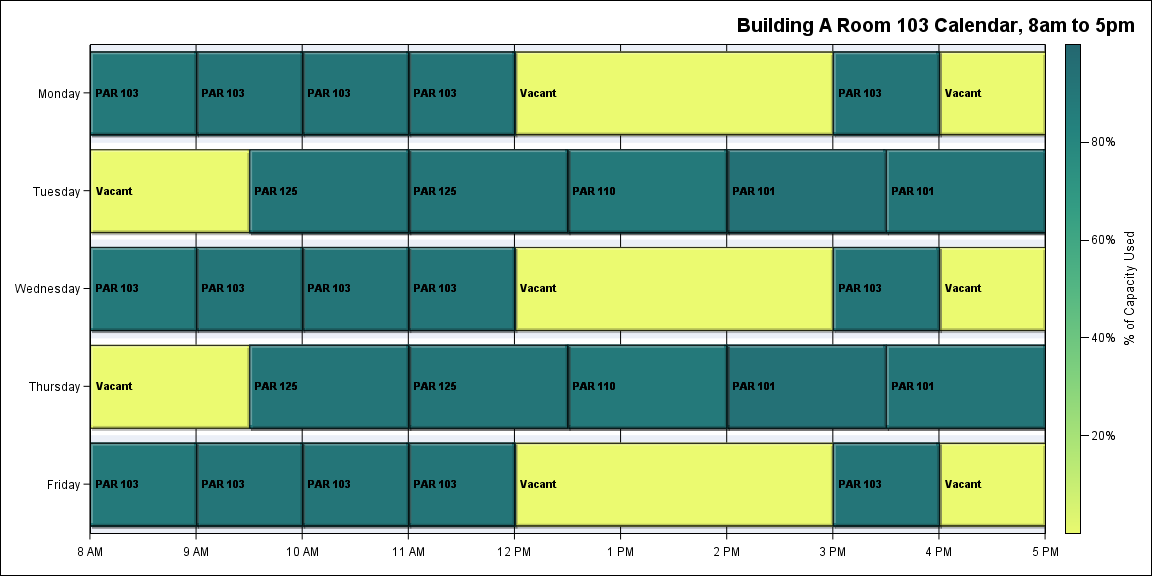 Building A Room 103 Calendar, 8am to 5pm
Monday
PAR 103
PAR 103
PAR 103
PAR 103
Vacant
PAR 103
Vacant
Tuesday
Vacant
PAR 125
PAR 125
PAR 110
PAR 101
PAR 101
Wednesday
PAR 103
PAR 103
PAR 103
PAR 103
Vacant
PAR 103
Vacant
Thursday
Vacant
PAR 125
PAR 125
PAR 110
PAR 101
PAR 101
Friday
PAR 103
PAR 103
PAR 103
PAR 103
Vacant
PAR 103
Vacant
8 AM
9 AM
10 AM
11 AM
12 PM
1 PM
2 PM
3 PM
4 PM
5 PM
80%
60%
40%
20%
% of Capacity Used